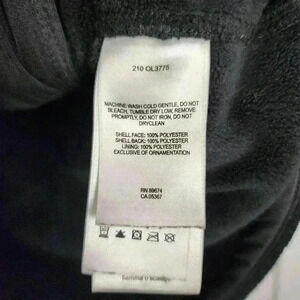 210 OL3775
MACHINE WASH COLD GENTLE, DO NOT
BLEACH, TUMBLE DRY LOW, REMOVE
PROMPTLY, DO NOT IRON, DO NOT
DRYCLEAN
SHELL FACE: 100% POLYESTER
SHELL BACK: 100% POLYESTER
LINING: 100% POLYESTER
EXCLUSIVE OF ORNAMENTATION
RN 89674
CA 05367